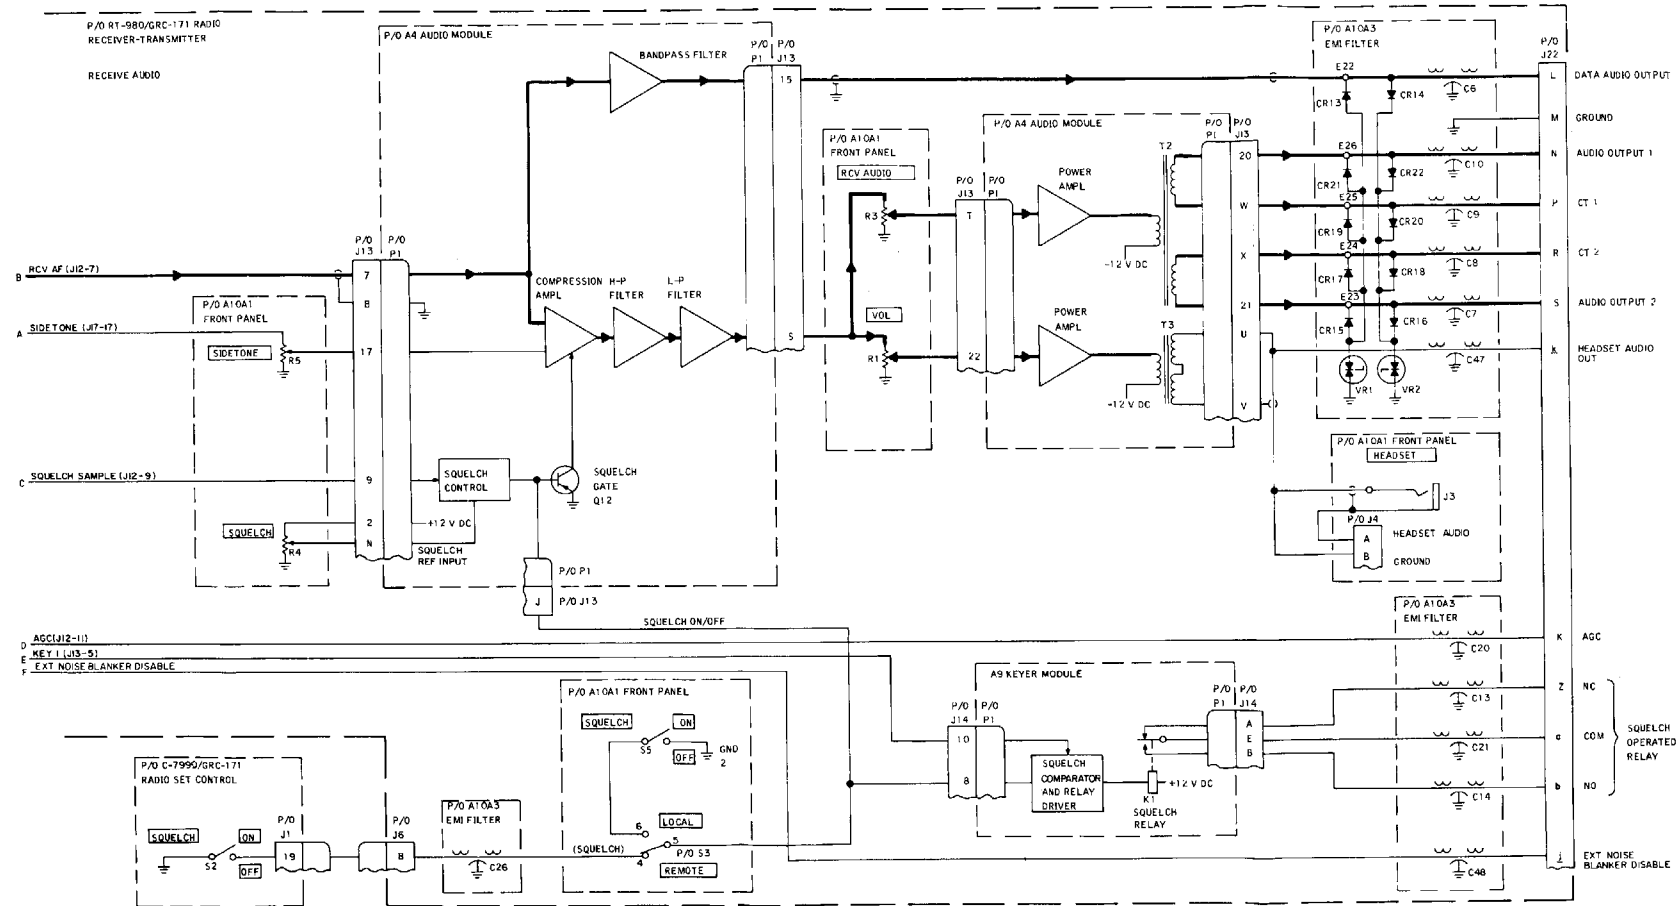 P/O RT-980/GRC-171 RADIO
RECEIVER-TRANSMITTER
RECEIVE AUDIO
P/O A4 AUDIO MODULE
BANDPASS FILTER
P/O P/O
P1 J13
15
S
P/O P/O
J13 P1
7
8
17
9
2
N
B RCV AF (J12-7)
A SIDETONE (J17-17)
C SQUELCH SAMPLE (J12-9)
P/O A10A1
FRONT PANEL
SIDETONE
R5
SQUELCH
R4
COMPRESSION
AMPL
H-P
FILTER
L-P
FILTER
SQUELCH
CONTROL
SQUELCH
GATE
Q12
+12 V DC
SQUELCH
REF INPUT
P/O P1
J
P/O J13
SQUELCH ON/OFF
P/O A10A1
FRONT PANEL
RCV AUDIO
R3
VOL
R1
P/O A4 AUDIO MODULE
P/O P/O
J13 P1
T
22
POWER
AMPL
-12 V DC
T2
POWER
AMPL
-12 V DC
T3
P/O P/O
P1 J13
20
W
X
21
U
V
P/O A10A3
EMI FILTER
E22
CR13
CR14
C6
E26
CR21
CR22
C10
E25
CR19
CR20
C9
E24
CR17
CR18
C8
E23
CR15
CR16
C7
C47
VR1
VR2
P/O
J22
L DATA AUDIO OUTPUT
M GROUND
N AUDIO OUTPUT 1
P CT 1
R CT 2
S AUDIO OUTPUT 2
k HEADSET AUDIO
OUT
P/O A10A1 FRONT PANEL
HEADSET
J3
P/O J4
A HEADSET AUDIO
B GROUND
D AGC(J12-11)
E KEY 1 (J13-5)
F EXT NOISE BLANKER DISABLE
P/O A10A3
EMI FILTER
C20
C13
C21
C14
C48
K AGC
Z NC
a COM
b NO
SQUELCH
OPERATED
RELAY
j EXT NOISE
BLANKER DISABLE
A9 KEYER MODULE
P/O P/O
J14 P1
10
8
SQUELCH
COMPARATOR
AND RELAY
DRIVER
+12 V DC
K1
SQUELCH
RELAY
P/O P/O
P1 J14
A
E
B
P/O A10A1 FRONT PANEL
SQUELCH
ON
S5
OFF
GND
2
6
LOCAL
5
P/O S3
(SQUELCH)
4
REMOTE
P/O C-7999/GRC-171
RADIO SET CONTROL
SQUELCH
ON
S2
OFF
P/O
J1
19
P/O
J6
8
P/O A10A3
EMI FILTER
C26